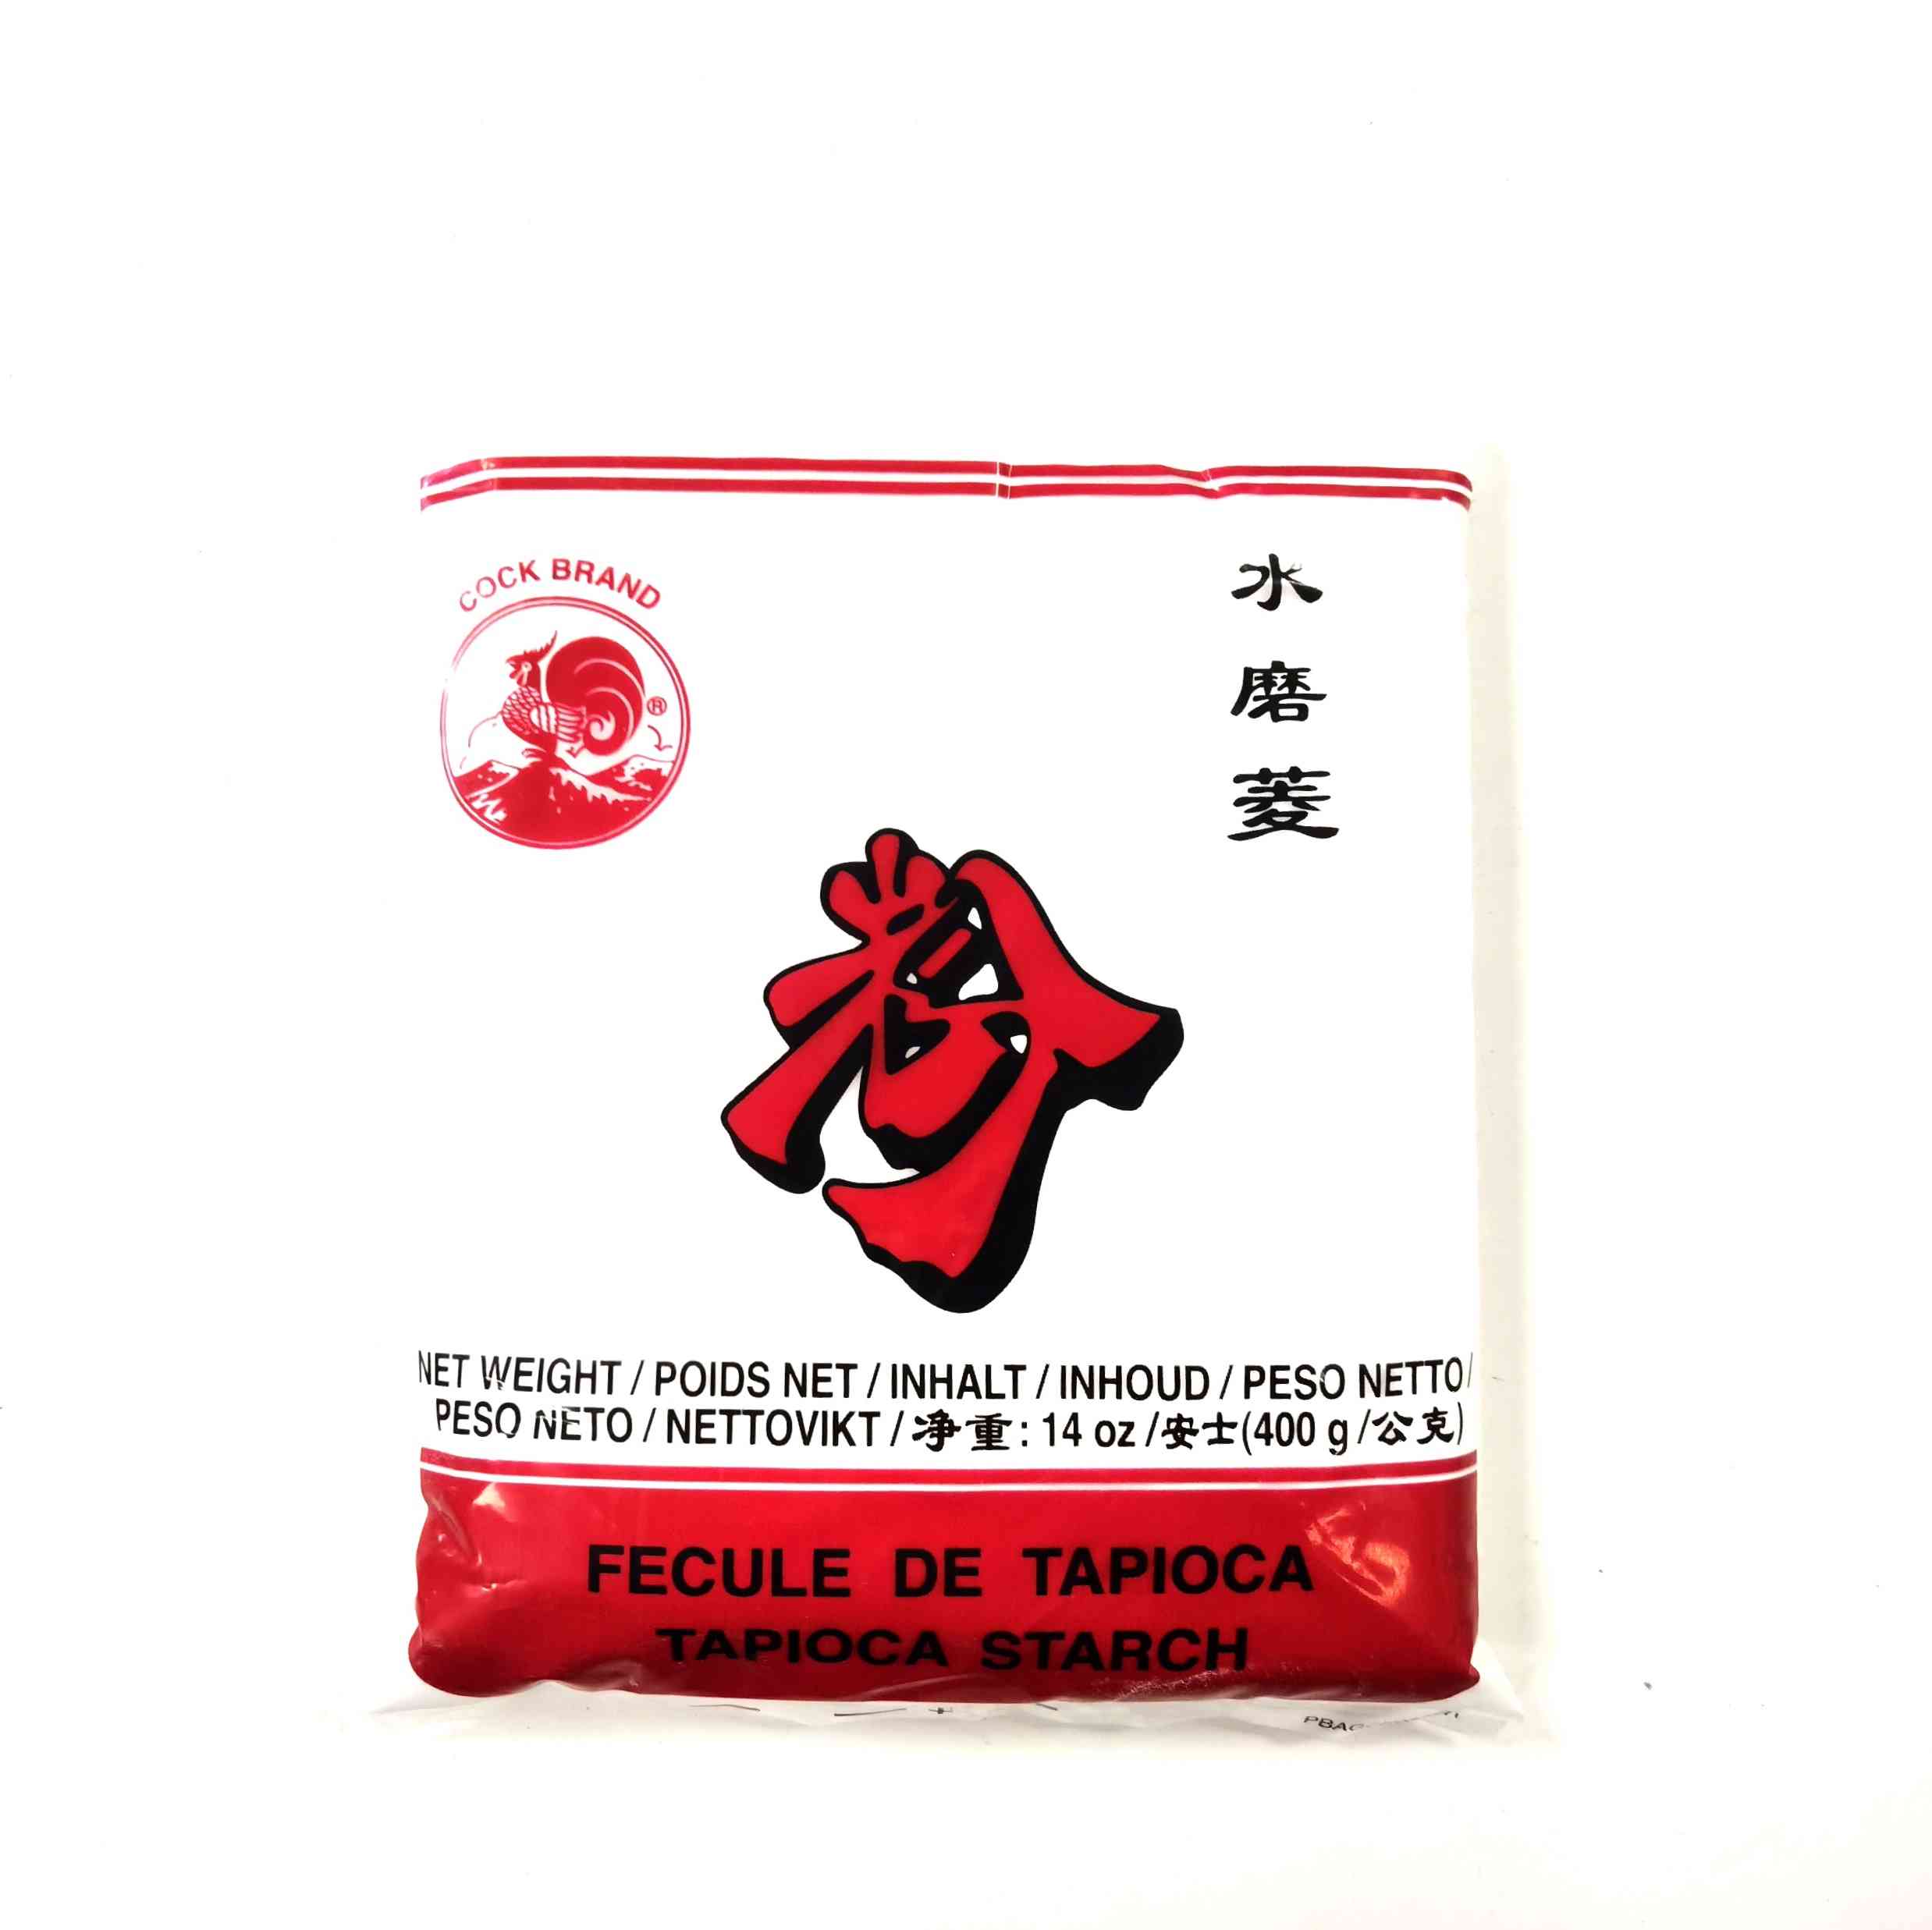 COCK BRAND
®
水
磨
菱
粉
NET WEIGHT / POIDS NET / INHALT / INHOUD / PESO NETTO /
PESO NETO / NETTOVIKT / 净重: 14 oz /安士(400 g /公克)
FECULE DE TAPIOCA
TAPIOCA STARCH